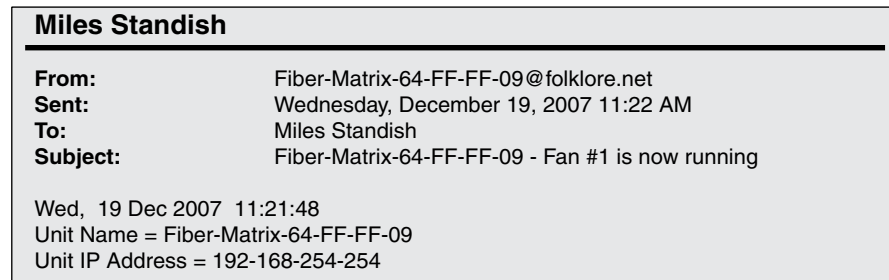 Miles Standish
From: Fiber-Matrix-64-FF-FF-09@folklore.net
Sent: Wednesday, December 19, 2007 11:22 AM
To: Miles Standish
Subject: Fiber-Matrix-64-FF-FF-09 - Fan #1 is now running
Wed, 19 Dec 2007 11:21:48
Unit Name = Fiber-Matrix-64-FF-FF-09
Unit IP Address = 192-168-254-254